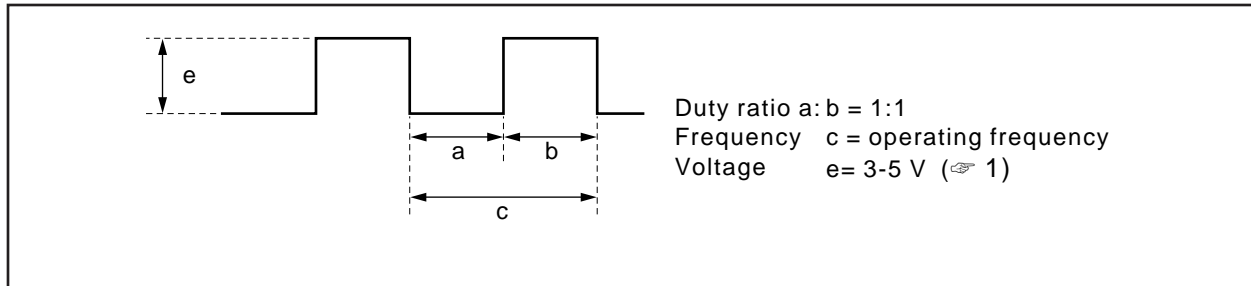 e
a
b
c
Duty ratio a: b = 1:1
Frequency c = operating frequency
Voltage e= 3-5 V (☞ 1)